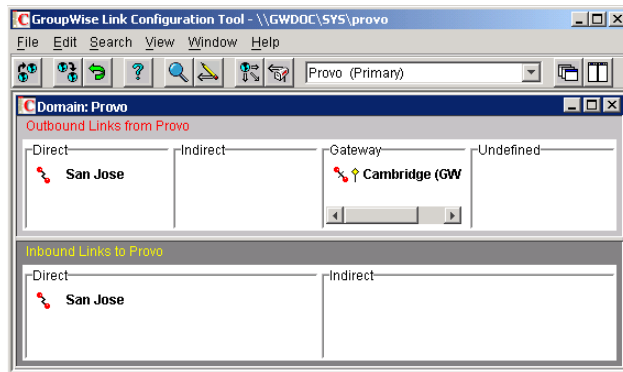 GroupWise Link Configuration Tool - \\GWDOC\SYS\provo
File Edit Search View Window Help
Provo (Primary)
Domain: Provo
Outbound Links from Provo
Direct Indirect Gateway Undefined
San Jose Cambridge (GW
Inbound Links to Provo
Direct Indirect
San Jose